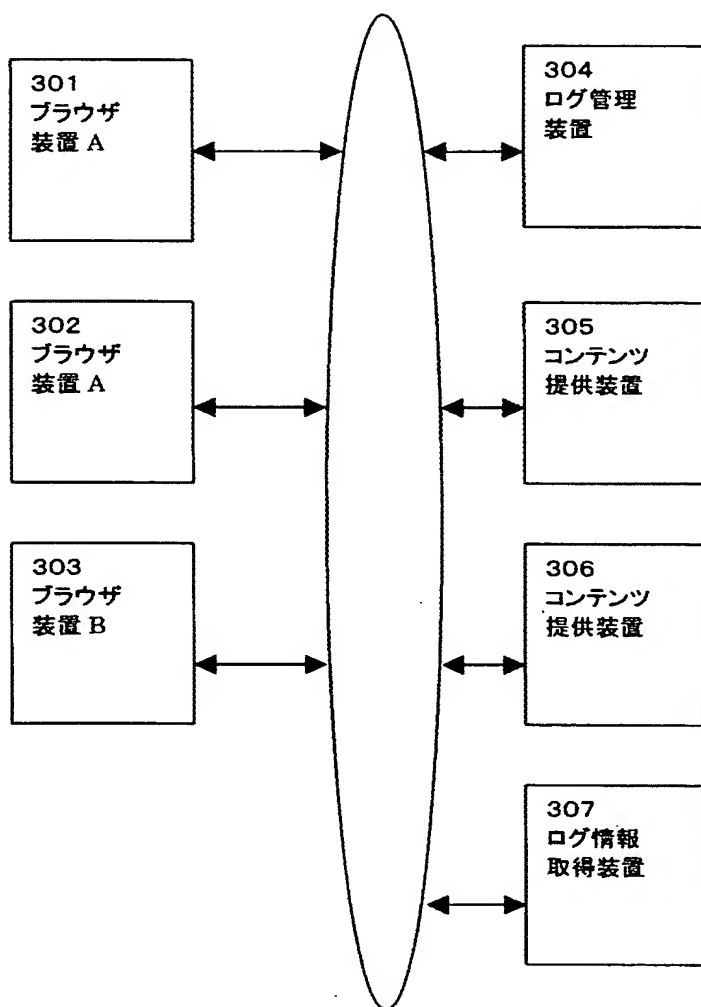 301
ブラウザ
装置 A
302
ブラウザ
装置 A
303
ブラウザ
装置 B
304
ログ管理
装置
305
コンテンツ
提供装置
306
コンテンツ
提供装置
307
ログ情報
取得装置